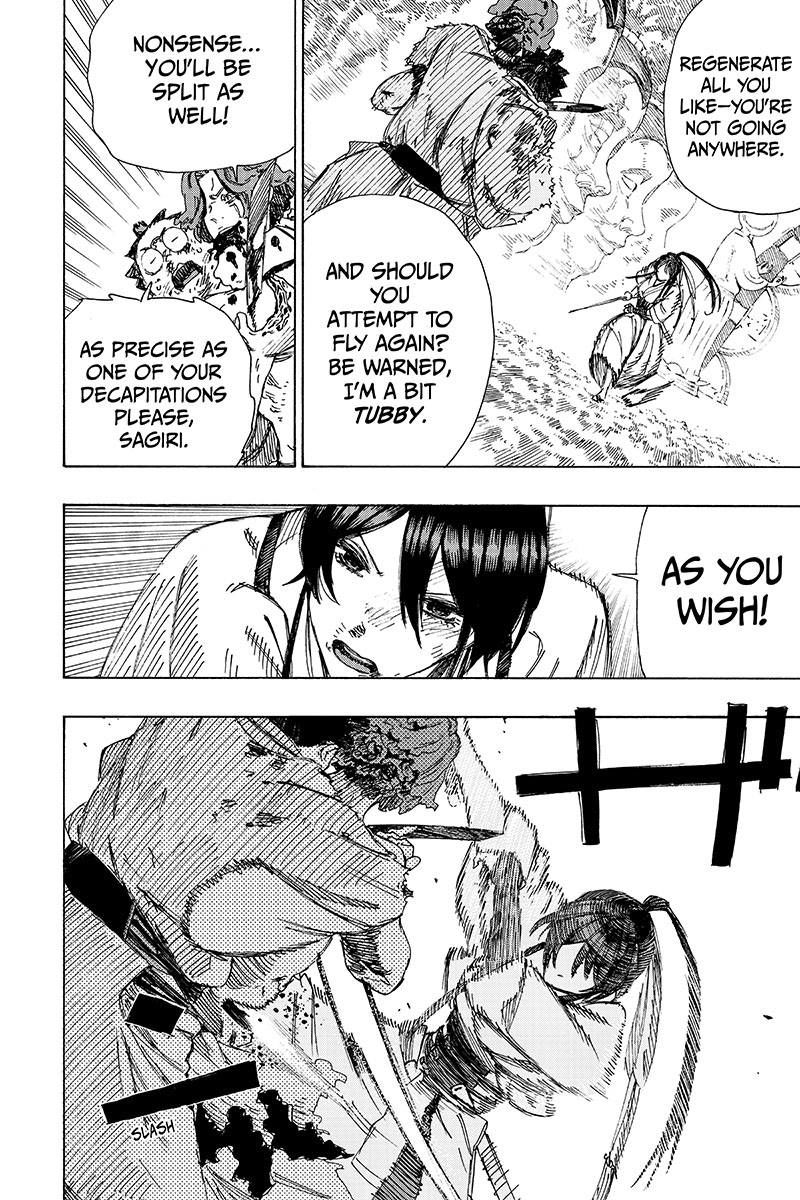 REGENERATE
ALL YOU
LIKE—YOU'RE
NOT GOING
ANYWHERE.
AND SHOULD
YOU
ATTEMPT TO
FLY AGAIN?
BE WARNED,
I'M A BIT
TUBBY.
NONSENSE...
YOU'LL BE
SPLIT AS
WELL!
AS PRECISE AS
ONE OF YOUR
DECAPITATIONS
PLEASE,
SAGIRI.
AS YOU
WISH!
ザン
SLASH